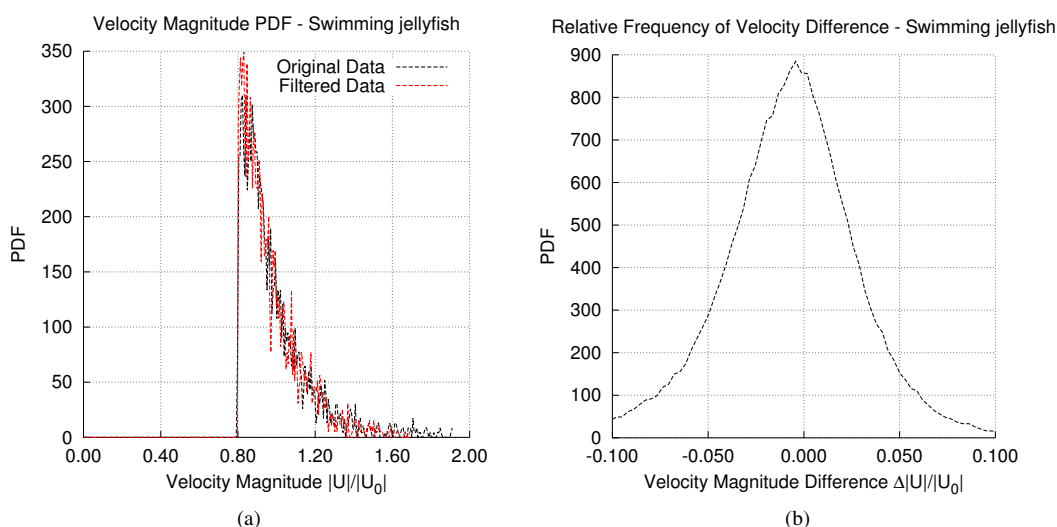 Velocity Magnitude PDF - Swimming jellyfish
350
300
250
200
150
100
50
0
PDF
Original Data
Filtered Data
0.00 0.40 0.80 1.20 1.60 2.00
Velocity Magnitude |U|/|U₀|
(a)
Relative Frequency of Velocity Difference - Swimming jellyfish
900
800
700
600
500
400
300
200
100
0
PDF
-0.100 -0.050 0.000 0.050 0.100
Velocity Magnitude Difference Δ|U|/|U₀|
(b)